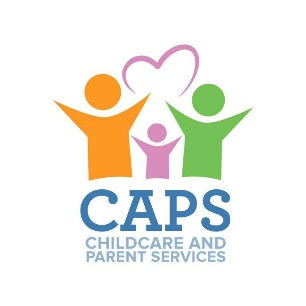 CAPS
CHILDCARE AND
PARENT SERVICES